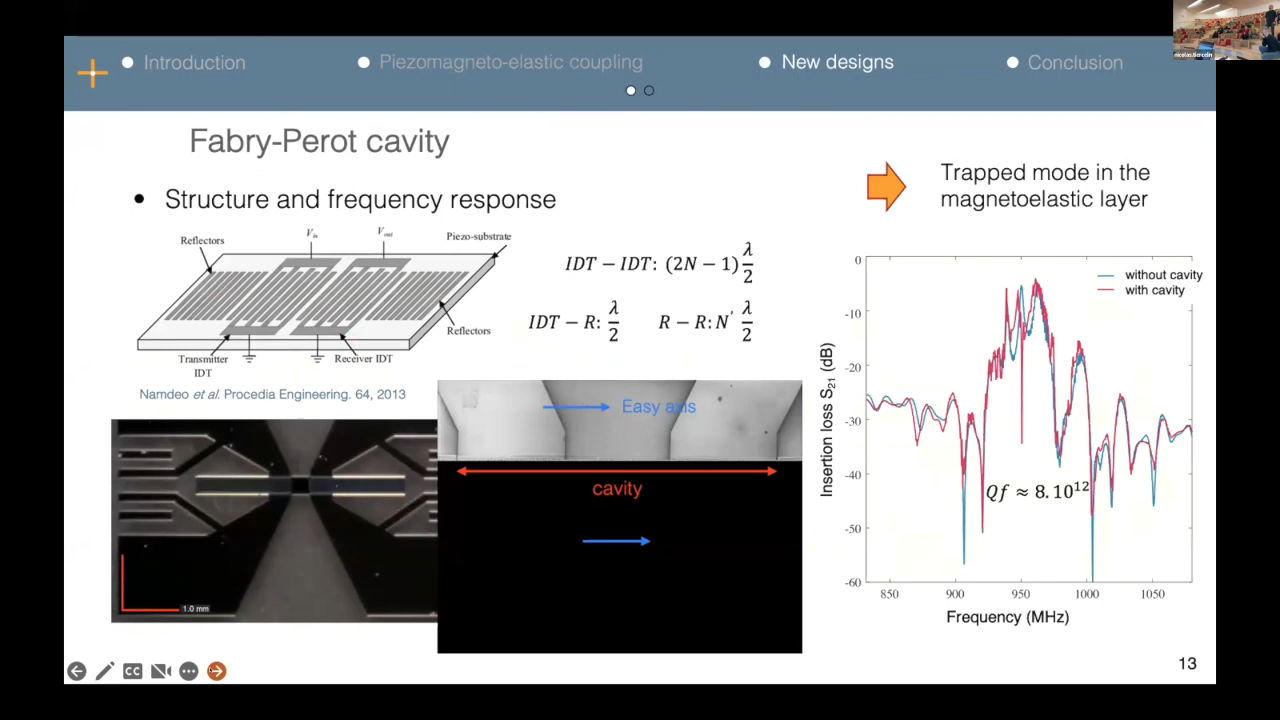 Introduction
Piezomagneto-elastic coupling
New designs
Conclusion
Fabry-Perot cavity
Structure and frequency response
Trapped mode in the
magnetoelastic layer
Reflectors
V_in
V_out
Piezo-substrate
Reflectors
Transmitter
IDT
Receiver IDT
IDT − IDT: (2N − 1) λ/2
IDT − R: λ/2
R − R: N' λ/2
Namdeo et al. Procedia Engineering. 64, 2013
1.0 mm
Easy axis
cavity
without cavity
with cavity
Insertion loss S21 (dB)
0
-10
-20
-30
-40
-50
-60
Qf ≈ 8.10¹²
850
900
950
1000
1050
Frequency (MHz)
CC
13